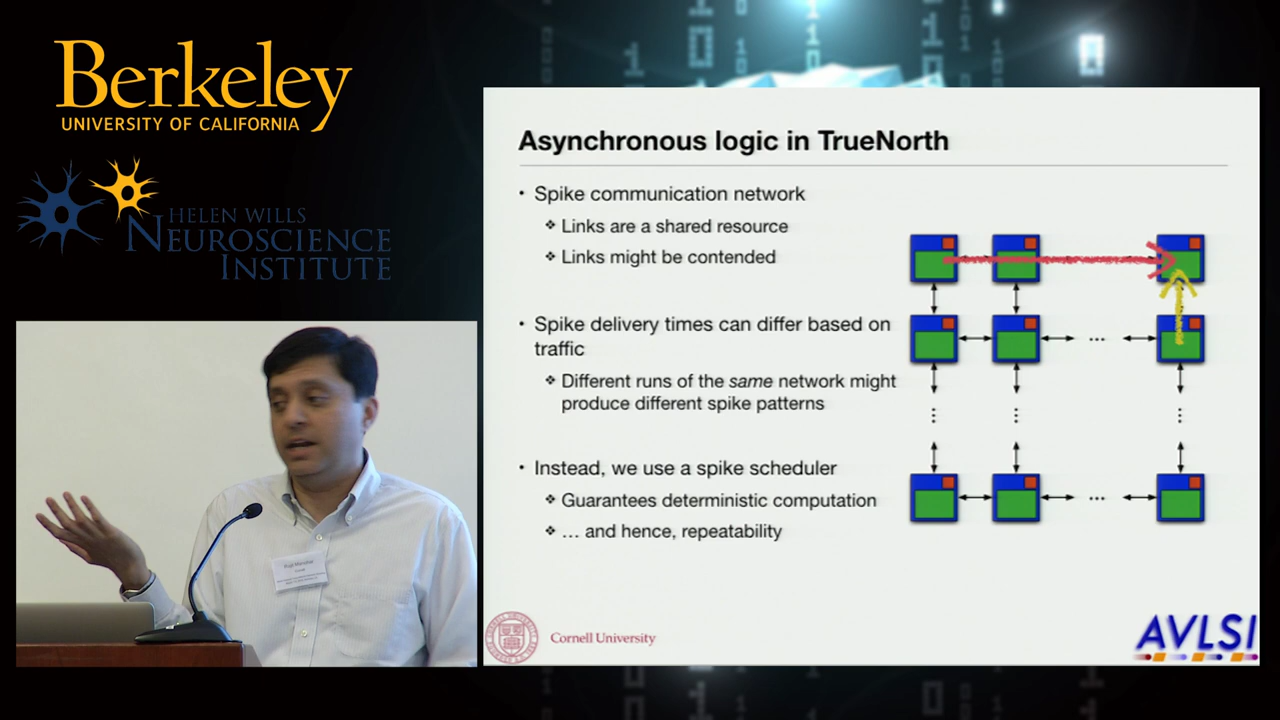 Berkeley
UNIVERSITY OF CALIFORNIA
HELEN WILLS
NEUROSCIENCE
INSTITUTE
Asynchronous logic in TrueNorth
• Spike communication network
❖ Links are a shared resource
❖ Links might be contended
• Spike delivery times can differ based on
traffic
❖ Different runs of the same network might
produce different spike patterns
• Instead, we use a spike scheduler
❖ Guarantees deterministic computation
❖ … and hence, repeatability
Cornell University
AVLSI